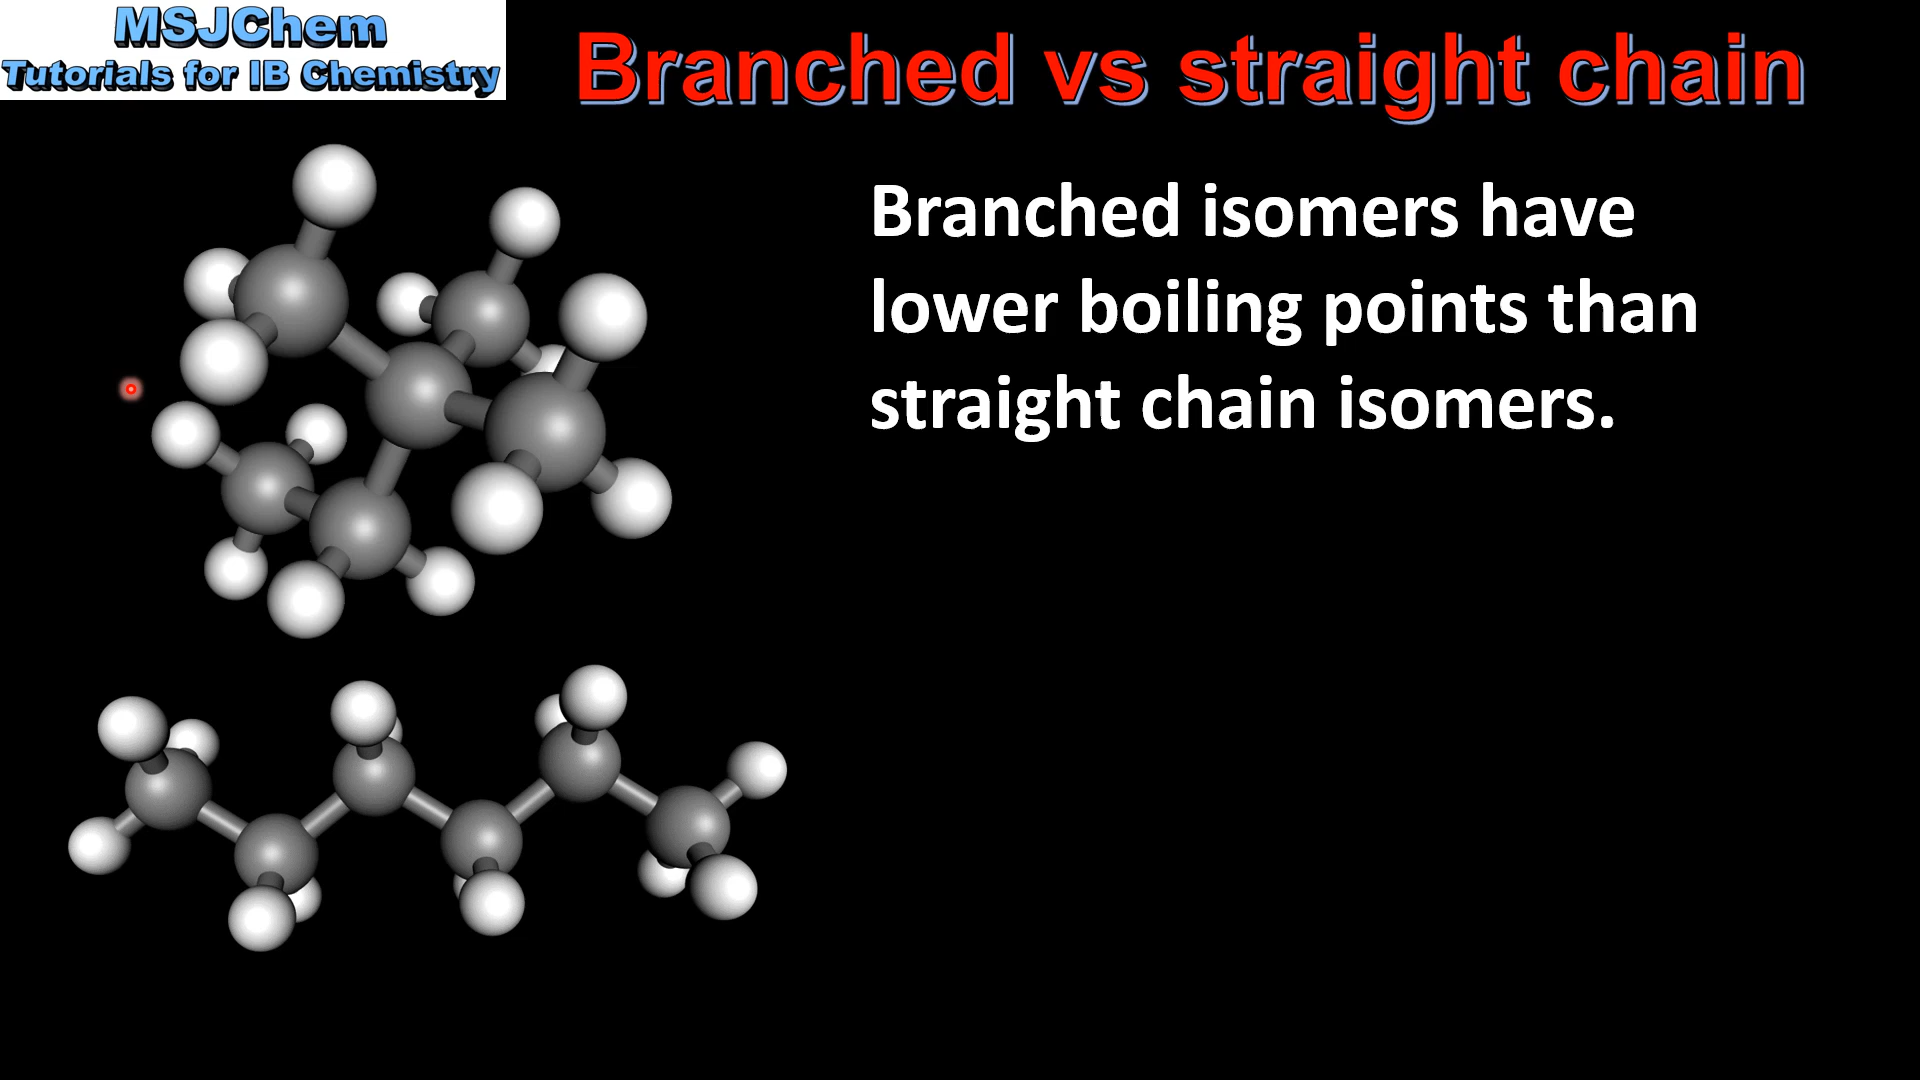 MSJChem
Tutorials for IB Chemistry
Branched vs straight chain
Branched isomers have
lower boiling points than
straight chain isomers.